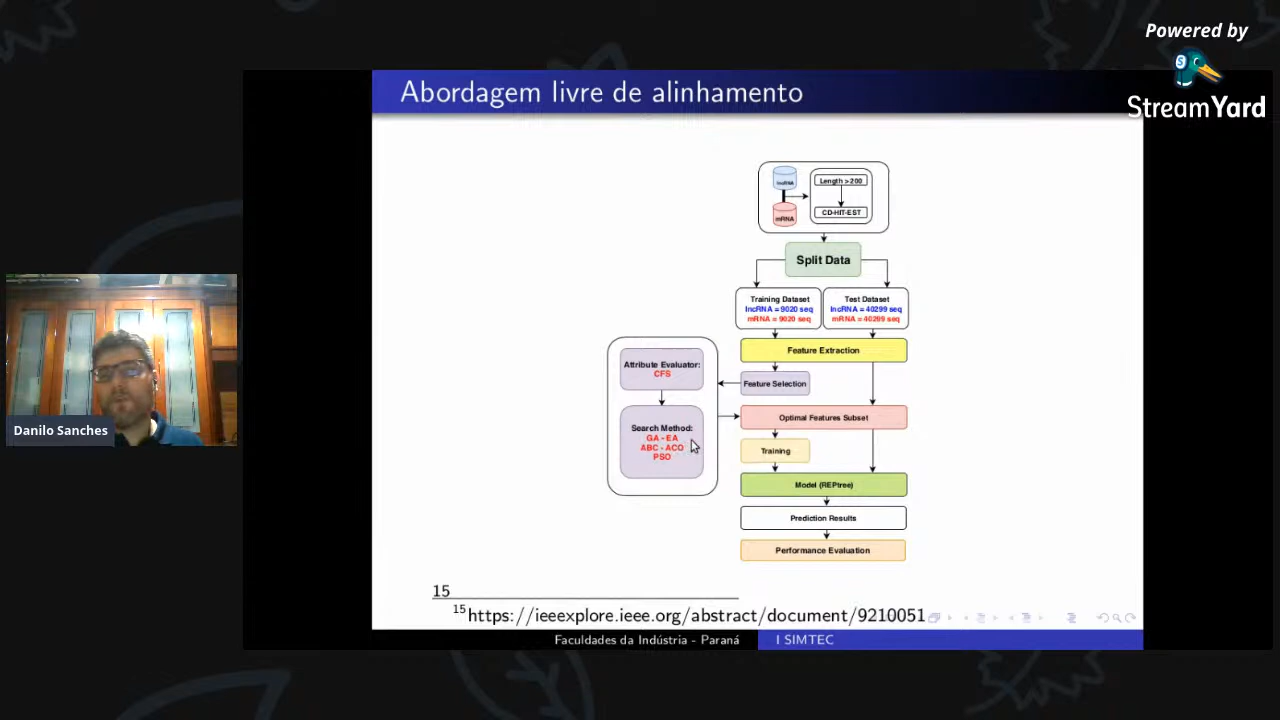 Powered by
StreamYard
Abordagem livre de alinhamento
lncRNA
mRNA
Length > 200
CD-HIT-EST
Split Data
Training Dataset
lncRNA = 9020 seq
mRNA = 9020 seq
Test Dataset
lncRNA = 40299 seq
mRNA = 40299 seq
Feature Extraction
Attribute Evaluator:
CFS
Feature Selection
Search Method:
GA - EA
ABC - ACO
PSO
Optimal Features Subset
Training
Model (REPtree)
Prediction Results
Performance Evaluation
Danilo Sanches
15
15https://ieeexplore.ieee.org/abstract/document/9210051
Faculdades da Indústria - Paraná
I SIMTEC